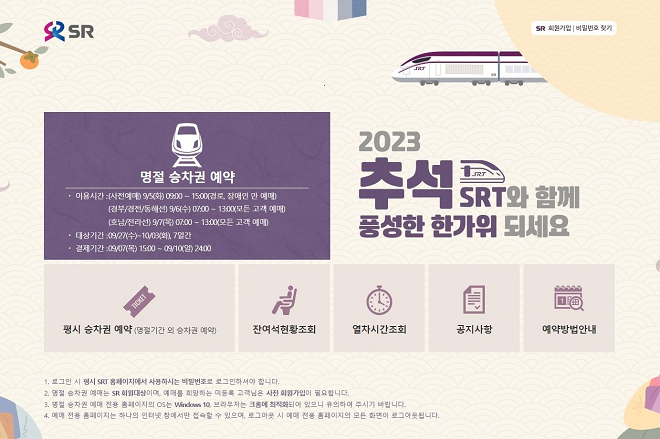 SR
SR 회원가입 | 비밀번호 찾기
SRT
명절 승차권 예약
· 이용시간 :(사전예매) 9/5(화) 09:00 ~ 15:00(경로, 장애인 만 예매)
(경부/경전/동해선) 9/6(수) 07:00 ~ 13:00(모든 고객 예매)
(호남/전라선) 9/7(목) 07:00 ~ 13:00(모든 고객 예매)
· 대상기간 : 09/27(수)~10/03(화), 7일간
· 결제기간 : 09/07(목) 15:00 ~ 09/10(일) 24:00
2023
추석 SRT
SRT와 함께
풍성한 한가위 되세요
TICKET
평시 승차권 예약 (명절기간 외 승차권 예약)
잔여석현황조회
열차시간조회
공지사항
1
예약방법안내
1. 로그인 시 평시 SRT 홈페이지에서 사용하시는 비밀번호로 로그인하셔야 합니다.
2. 명절 승차권 예매는 SR 회원대상이며, 예매를 희망하는 미등록 고객님은 사전 회원가입이 필요합니다.
3. 명절 승차권 예매 전용 홈페이지의 OS는 Windows 10, 브라우저는 크롬에 최적화되어 있으니 유의하여 주시기 바랍니다.
4. 예매 전용 홈페이지는 하나의 인터넷 창에서만 접속할 수 있으며, 로그아웃 시 예매 전용 홈페이지의 모든 화면이 로그아웃됩니다.